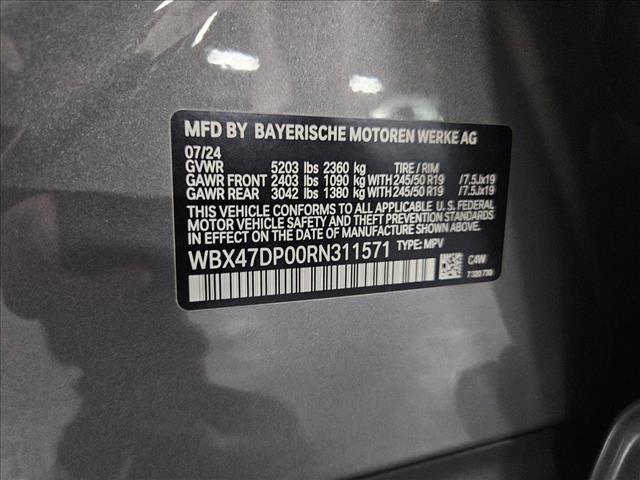 MFD BY BAYERISCHE MOTOREN WERKE AG
07/24
GVWR 5203 lbs 2360 kg TIRE / RIM
GAWR FRONT 2403 lbs 1090 kg WITH 245/50 R19 /7.5Jx19
GAWR REAR 3042 lbs 1380 kg WITH 245/50 R19 /7.5Jx19
THIS VEHICLE CONFORMS TO ALL APPLICABLE U. S. FEDERAL
MOTOR VEHICLE SAFETY AND THEFT PREVENTION STANDARDS
IN EFFECT ON THE DATE OF MANUFACTURE SHOWN ABOVE.
WBX47DP00RN311571 TYPE: MPV
C4W
7 320 730